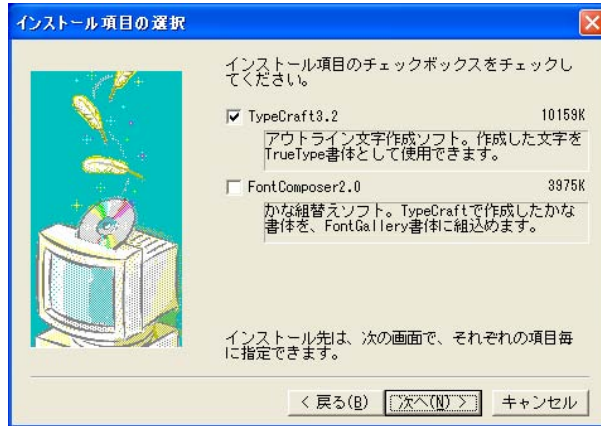 インストール項目の選択
インストール項目のチェックボックスをチェックし
てください。
TypeCraft3.2 10159K
アウトライン文字作成ソフト。作成した文字を
TrueType書体として使用できます。
FontComposer2.0 3975K
かな組替えソフト。TypeCraftで作成したかな
書体を、FontGallery書体に組込めます。
インストール先は、次の画面で、それぞれの項目毎
に指定できます。
< 戻る(B) 次へ(N) > キャンセル